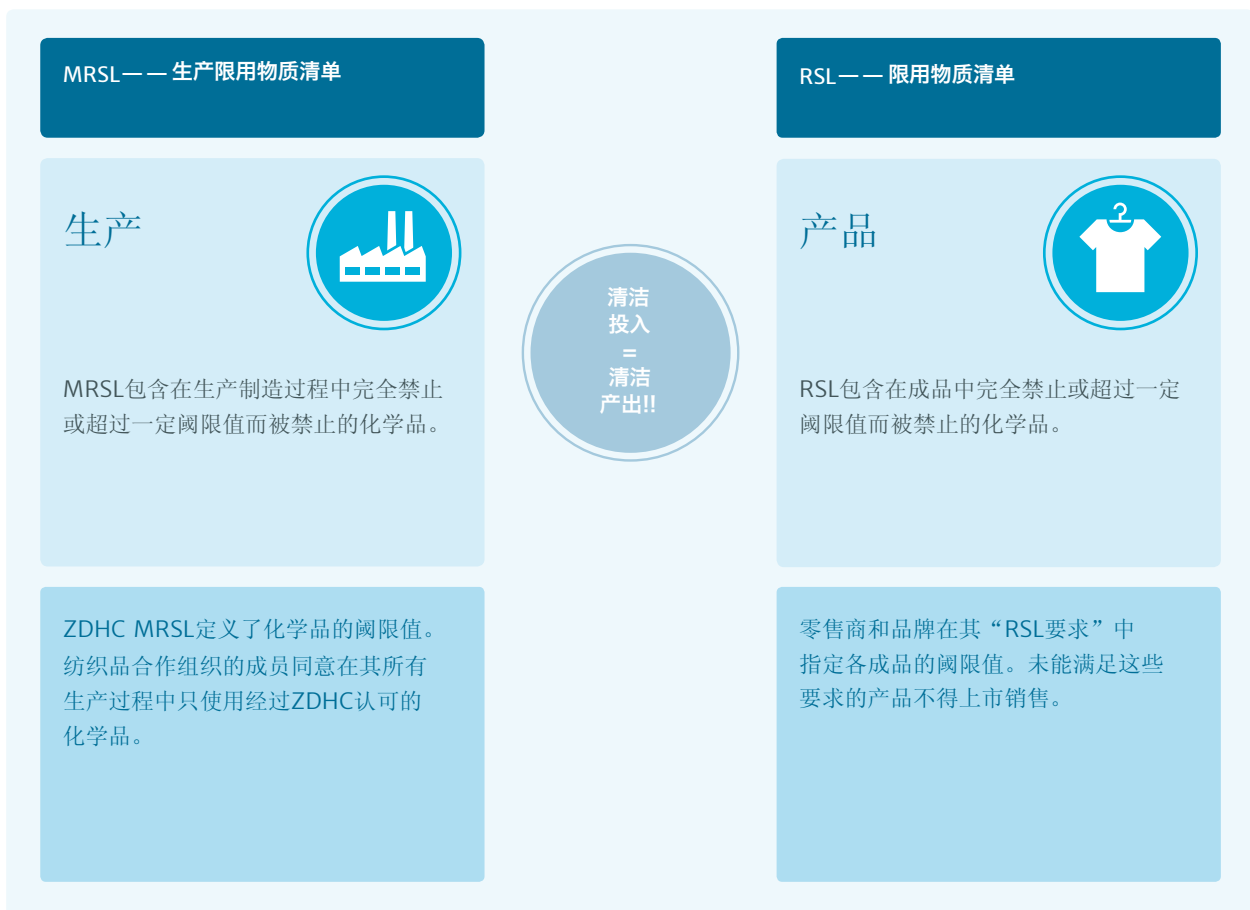 MRSL——生产限用物质清单
生产
MRSL包含在生产制造过程中完全禁止
或超过一定阈限值而被禁止的化学品。
ZDHC MRSL定义了化学品的阈限值。
纺织品合作组织的成员同意在其所有
生产过程中只使用经过ZDHC认可的
化学品。
清洁
投入
=
清洁
产出!!
RSL——限用物质清单
产品
RSL包含在成品中完全禁止或超过一定
阈限值而被禁止的化学品。
零售商和品牌在其“RSL要求”中
指定各成品的阈限值。未能满足这些
要求的产品不得上市销售。